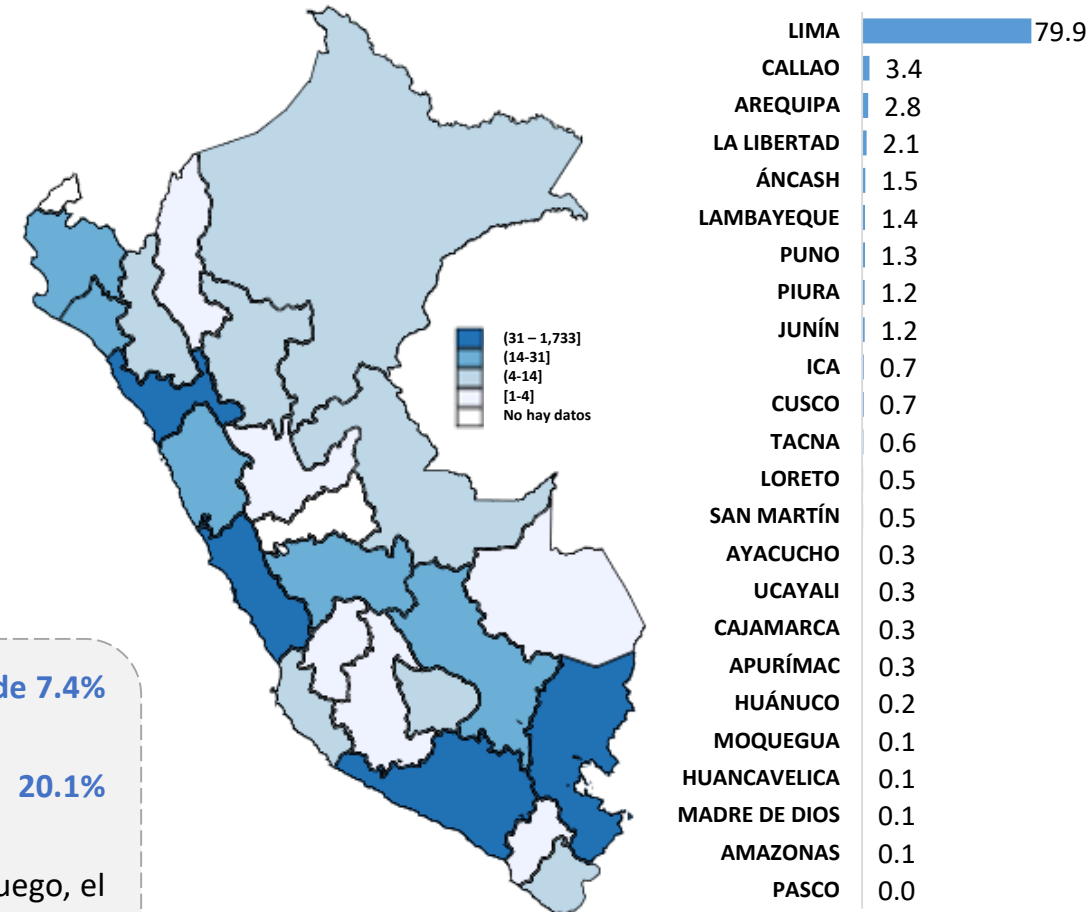 LIMA 79.9
CALLAO 3.4
AREQUIPA 2.8
LA LIBERTAD 2.1
ÁNCASH 1.5
LAMBAYEQUE 1.4
PUNO 1.3
PIURA 1.2
JUNÍN 1.2
ICA 0.7
CUSCO 0.7
TACNA 0.6
LORETO 0.5
SAN MARTÍN 0.5
AYACUCHO 0.3
UCAYALI 0.3
CAJAMARCA 0.3
APURÍMAC 0.3
HUÁNUCO 0.2
MOQUEGUA 0.1
HUANCAVELICA 0.1
MADRE DE DIOS 0.1
AMAZONAS 0.1
PASCO 0.0
(31 – 1,733]
(14-31]
(4-14]
[1-4]
No hay datos
de 7.4%
20.1%
uego, el